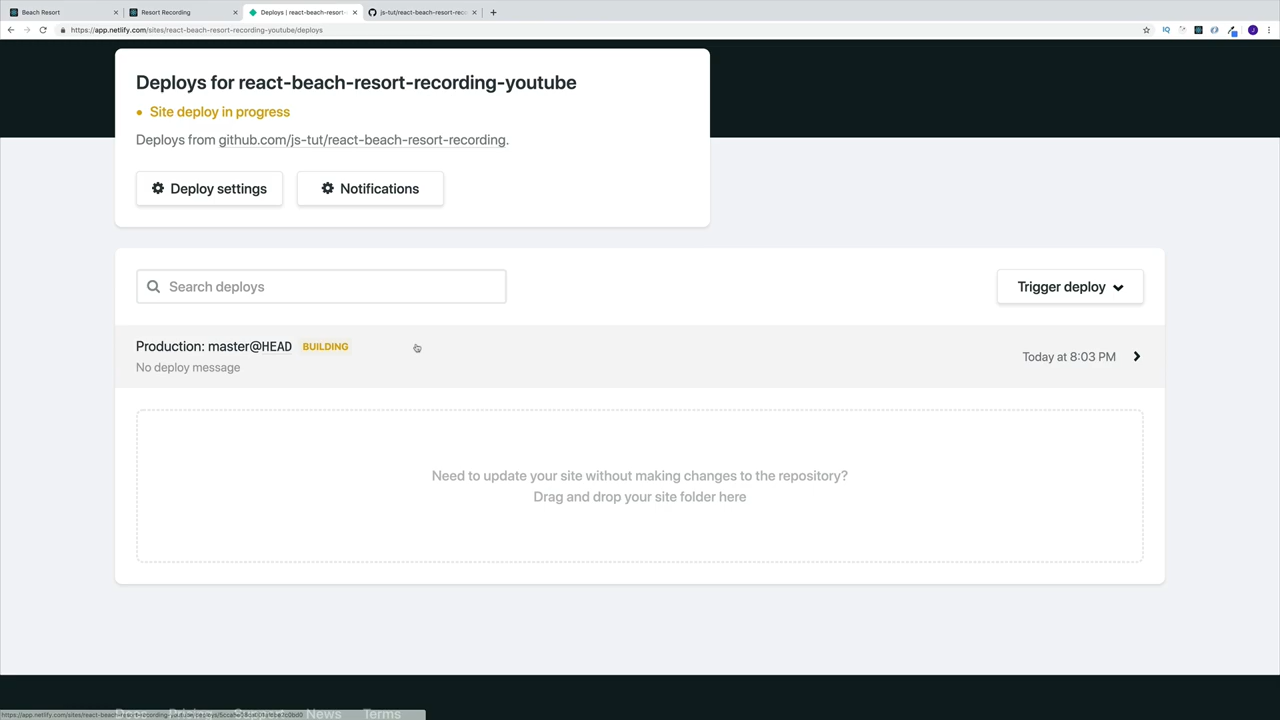 Beach Resort
Resort Recording
Deploys | react-beach-resort-
js-tut/react-beach-resort-rec
https://app.netlify.com/sites/react-beach-resort-recording-youtube/deploys
Deploys for react-beach-resort-recording-youtube
Site deploy in progress
Deploys from github.com/js-tut/react-beach-resort-recording.
Deploy settings
Notifications
Search deploys
Trigger deploy
Production: master@HEAD BUILDING
No deploy message
Today at 8:03 PM
Need to update your site without making changes to the repository?
Drag and drop your site folder here
News
Terms